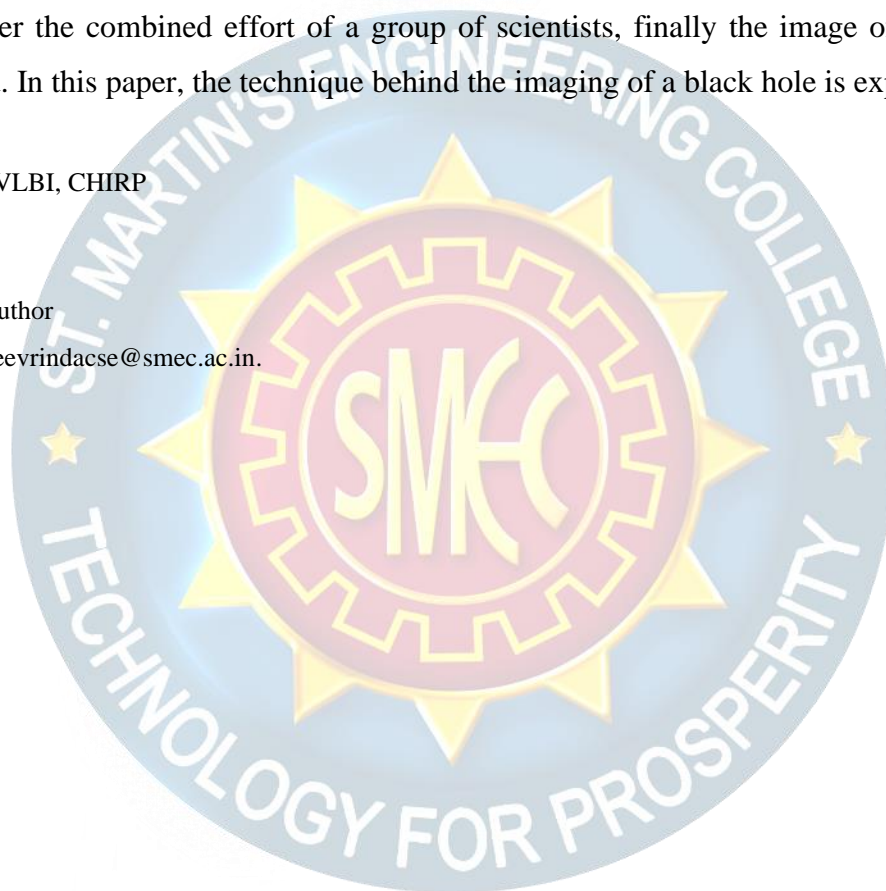 er the combined effort of a group of scientists, finally the image o
. In this paper, the technique behind the imaging of a black hole is exp
VLBI, CHIRP
uthor
eevrindacse@smec.ac.in.
ST. MARTIN'S ENGINEERING COLLEGE
SMEC
TECHNOLOGY FOR PROSPERITY